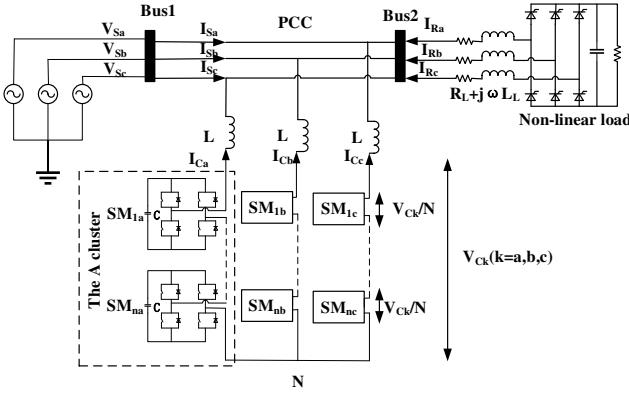 Bus1
PCC
Bus2
V_Sa
I_Sa
I_Ra
V_Sb
I_Sb
I_Rb
V_Sc
I_Sc
I_Rc
R_L+jωL_L
Non-linear load
L
L
L
I_Ca
I_Cb
I_Cc
The A cluster
SM_1a
C
SM_1b
SM_1c
V_Ck/N
V_Ck(k=a,b,c)
SM_na
C
SM_nb
SM_nc
V_Ck/N
N